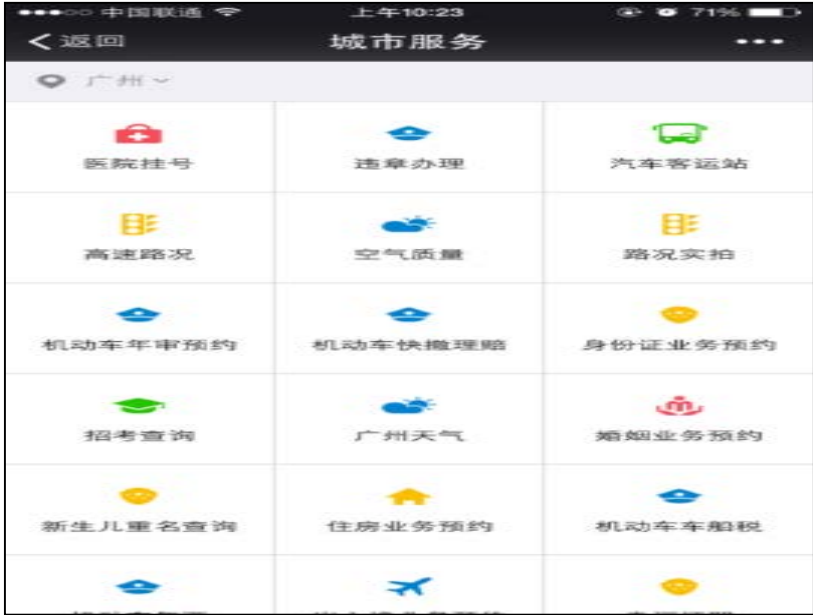 中国联通 上午10:23 71%
返回 城市服务
广州
医院挂号 违章办理 汽车客运站
高速路况 空气质量 路况实拍
机动车年审预约 机动车快撤理赔 身份证业务预约
招考查询 广州天气 婚姻业务预约
新生儿重名查询 住房业务预约 机动车车船税